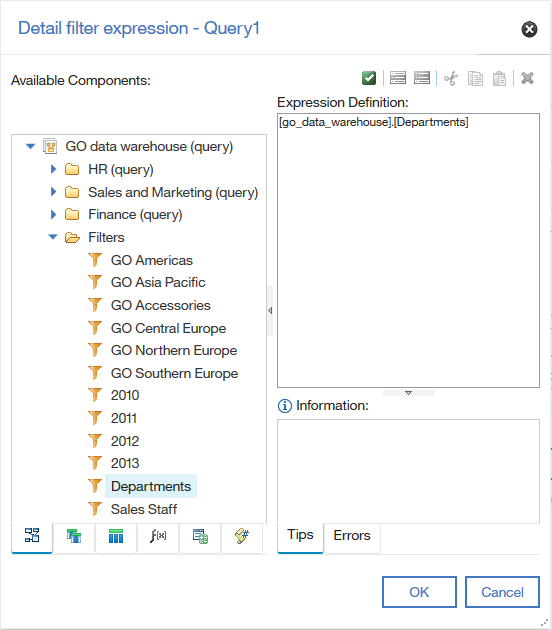 Detail filter expression - Query1
Available Components:
GO data warehouse (query)
HR (query)
Sales and Marketing (query)
Finance (query)
Filters
GO Americas
GO Asia Pacific
GO Accessories
GO Central Europe
GO Northern Europe
GO Southern Europe
2010
2011
2012
2013
Departments
Sales Staff
Expression Definition:
[go_data_warehouse].[Departments]
Information:
Tips Errors
OK Cancel